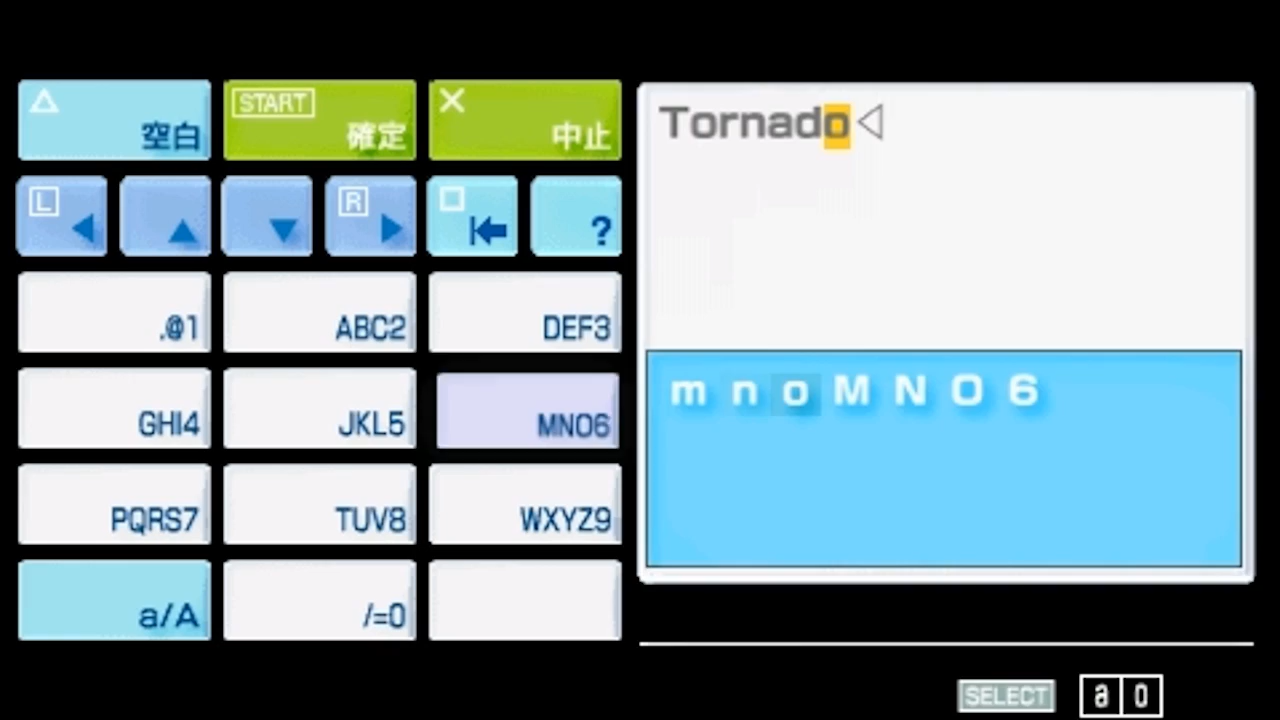 空白
START 確定
中止
L R ?
.@1 ABC2 DEF3
GHI4 JKL5 MNO6
PQRS7 TUV8 WXYZ9
a/A /=0
Tornado
m n o M N O 6
SELECT a 0